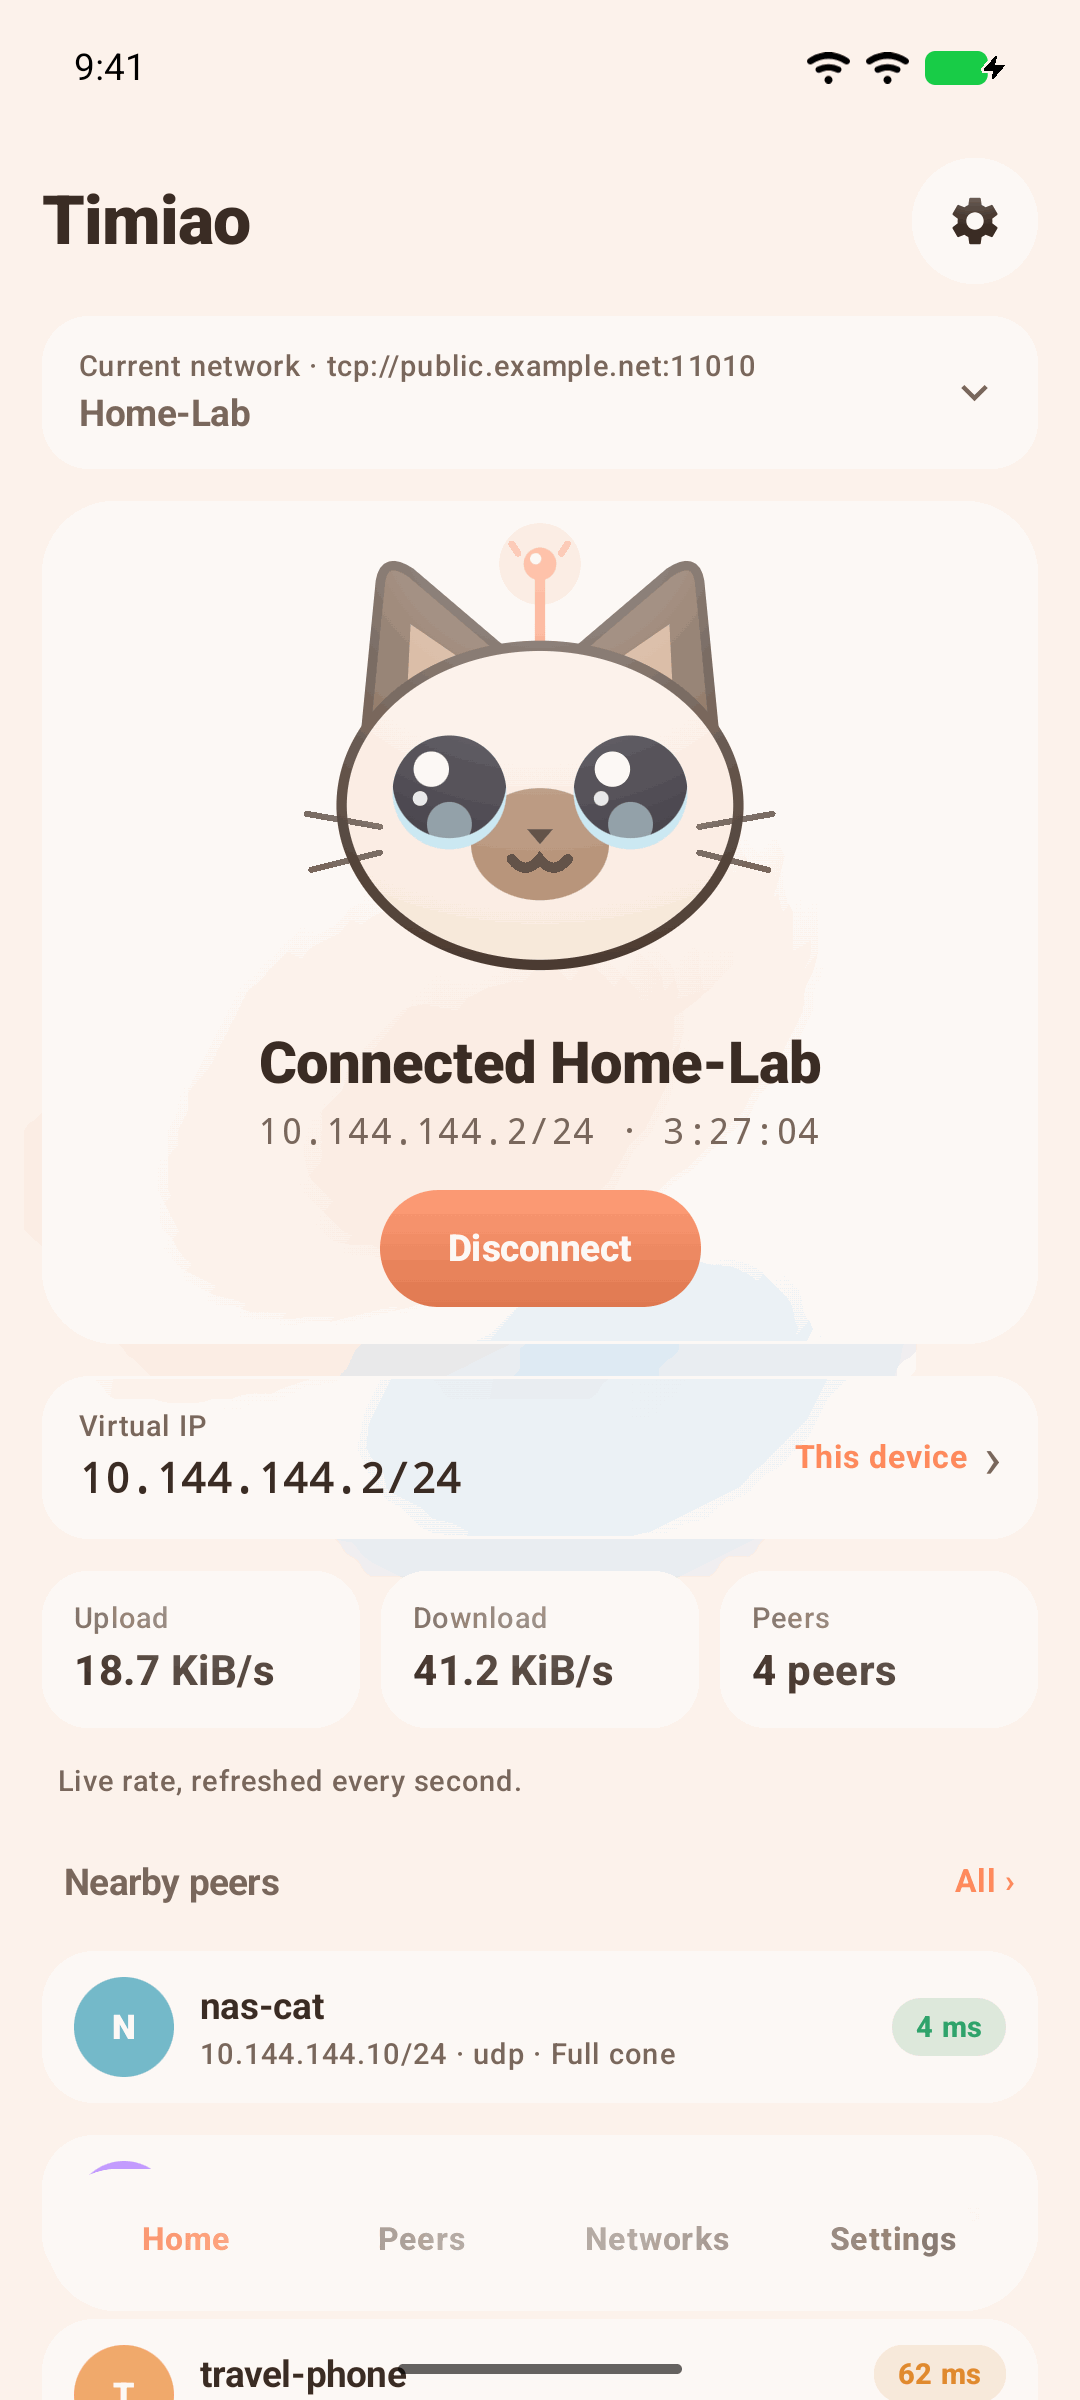 9:41
Timiao
Current network · tcp://public.example.net:11010
Home-Lab
Connected Home-Lab
10.144.144.2/24 · 3:27:04
Disconnect
Virtual IP
10.144.144.2/24
This device ›
Upload
18.7 KiB/s
Download
41.2 KiB/s
Peers
4 peers
Live rate, refreshed every second.
Nearby peers
All ›
N
nas-cat
10.144.144.10/24 · udp · Full cone
4 ms
Home
Peers
Networks
Settings
T
travel-phone
62 ms